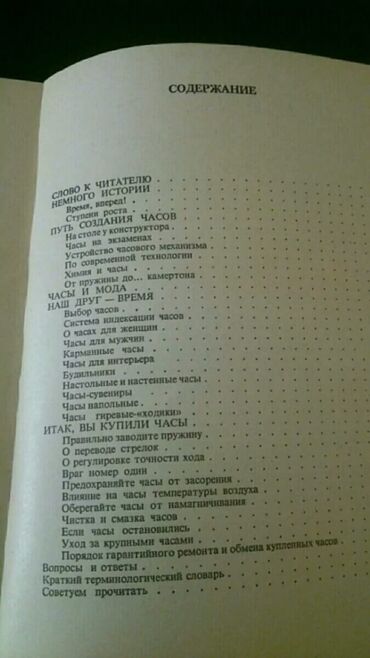 СОДЕРЖАНИЕ
СЛОВО К ЧИТАТЕЛЮ
НЕМНОГО ИСТОРИИ
Время, вперед!
Ступени роста
ПУТЬ СОЗДАНИЯ ЧАСОВ
На столе у конструктора
Часы на экзаменах
Устройство часового механизма
По современной технологии
Химия и часы
От пружины до... камертона
ЧАСЫ И МОДА
НАШ ДРУГ — ВРЕМЯ
Выбор часов
Система индексации часов
О часах для женщин
Часы для мужчин
Карманные часы
Часы для интерьера
Будильники
Настольные и настенные часы
Часы-сувениры
Часы напольные
Часы гиревые-«ходики»
ИТАК, ВЫ КУПИЛИ ЧАСЫ
Правильно заводите пружину
О переводе стрелок
О регулировке точности хода
Враг номер один
Предохраняйте часы от засорения
Влияние на часы температуры воздуха
Оберегайте часы от намагничивания
Чистка и смазка часов
Если часы остановились
Уход за крупными часами
Порядок гарантийного ремонта и обмена купленных часов
Вопросы и ответы
Краткий терминологический словарь
Советуем прочитать